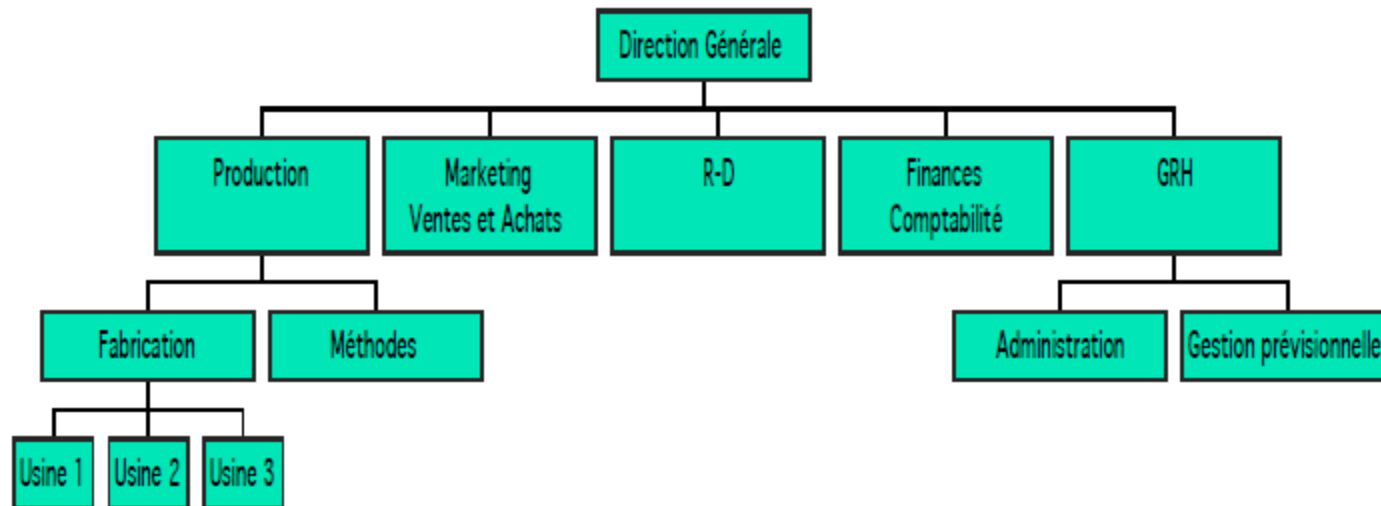 Direction Générale
Production
Marketing
Ventes et Achats
R-D
Finances
Comptabilité
GRH
Fabrication
Méthodes
Administration
Gestion prévisionnelle
Usine 1
Usine 2
Usine 3